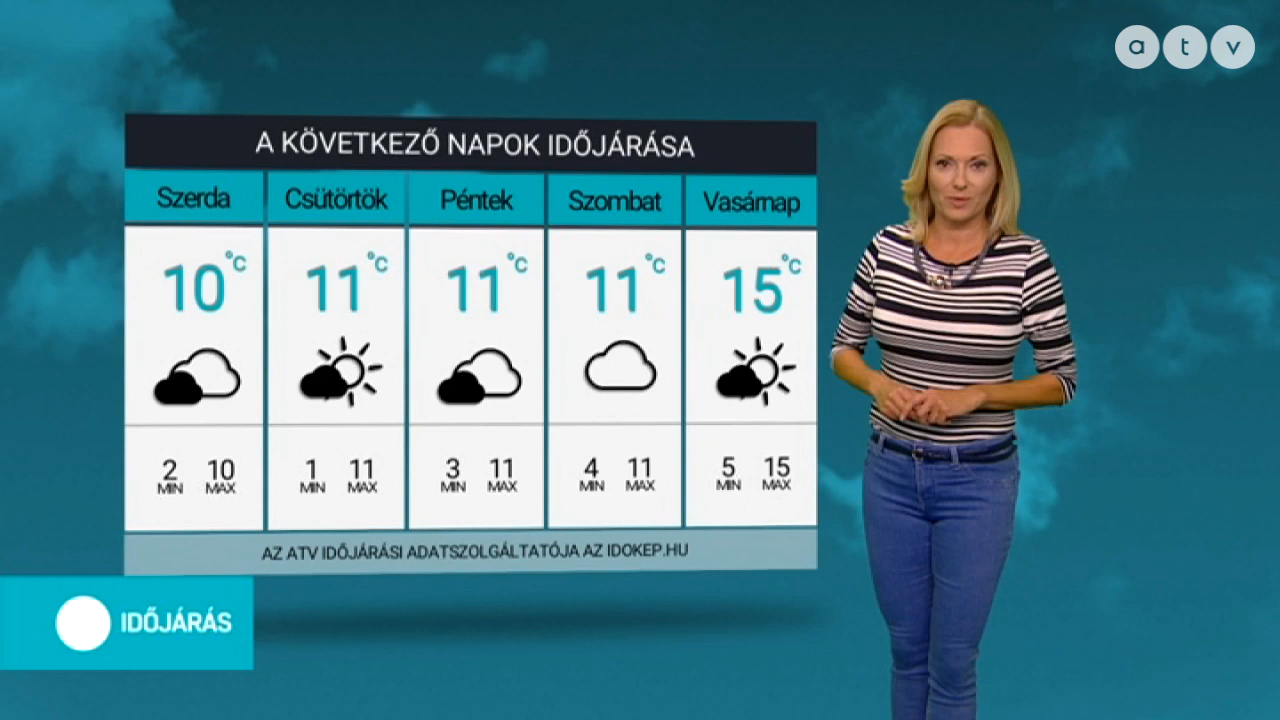 a t v
A KÖVETKEZŐ NAPOK IDŐJÁRÁSA
Szerda Csütörtök Péntek Szombat Vasárnap
10 °C 11 °C 11 °C 11 °C 15 °C
2 10 1 11 3 11 4 11 5 15
MIN MAX MIN MAX MIN MAX MIN MAX MIN MAX
AZ ATV IDŐJÁRÁSI ADATSZOLGÁLTATÓJA AZ IDOKEP.HU
IDŐJÁRÁS